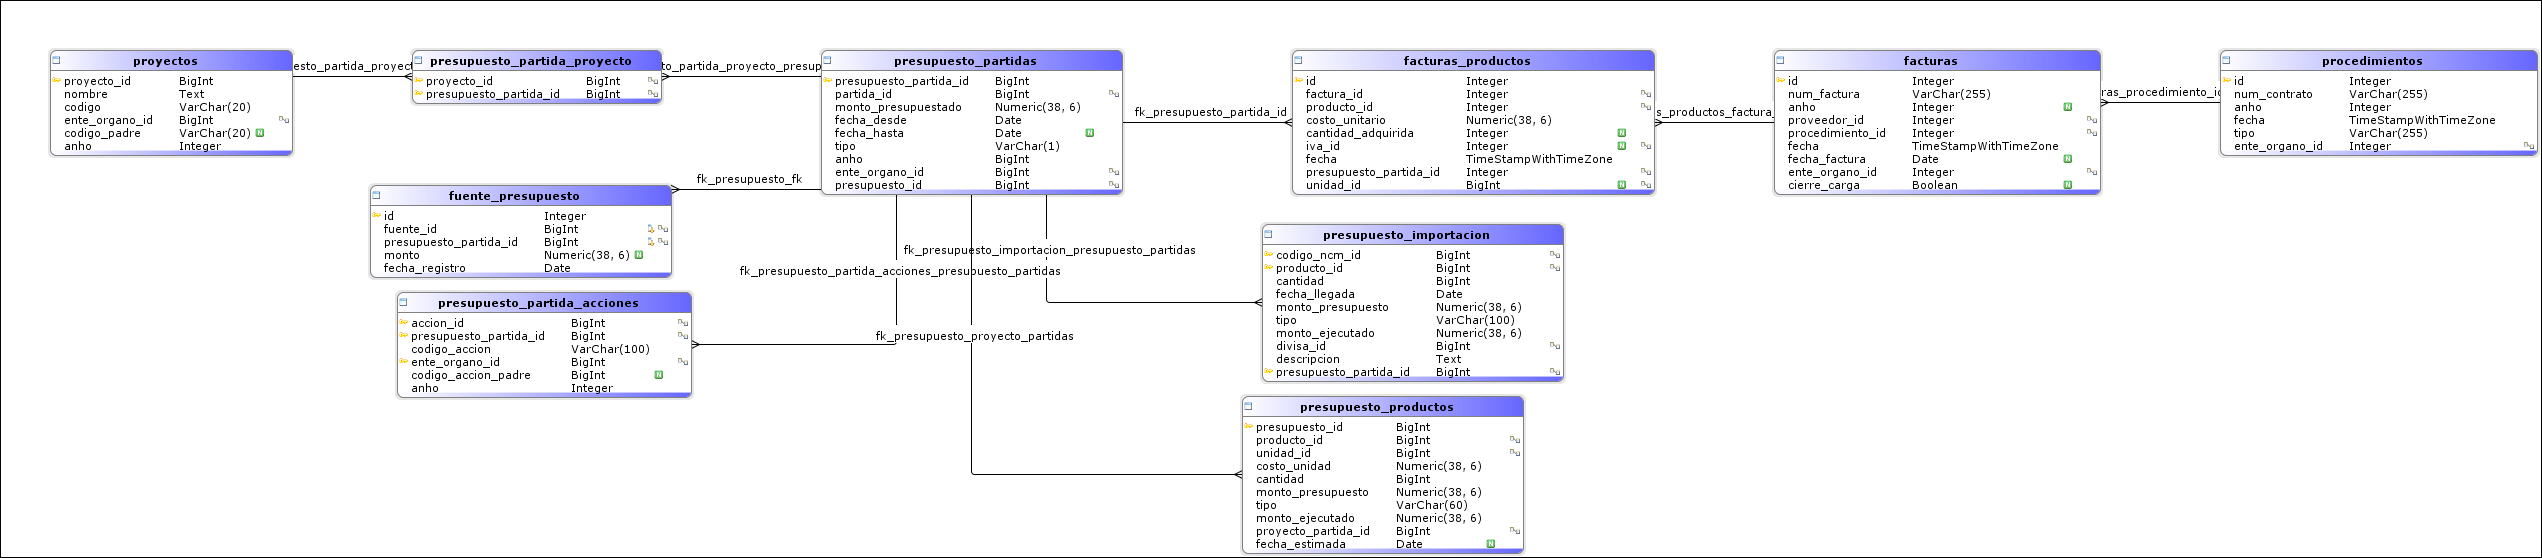 proyectos
proyecto_id BigInt
nombre Text
codigo VarChar(20)
ente_organo_id BigInt
codigo_padre VarChar(20) N
anho Integer
esto_partida_proyect
presupuesto_partida_proyecto
proyecto_id BigInt
presupuesto_partida_id BigInt
to_partida_proyecto_presup
presupuesto_partidas
presupuesto_partida_id BigInt
partida_id BigInt
monto_presupuestado Numeric(38, 6)
fecha_desde Date
fecha_hasta Date N
tipo VarChar(1)
anho BigInt
ente_organo_id BigInt
presupuesto_id BigInt
fk_presupuesto_partida_id
facturas_productos
id Integer
factura_id Integer
producto_id Integer
costo_unitario Numeric(38, 6)
cantidad_adquirida Integer N
iva_id Integer N
fecha TimeStampWithTimeZone
presupuesto_partida_id Integer
unidad_id BigInt N
s_productos_factura_
facturas
id Integer
num_factura VarChar(255)
anho Integer N
proveedor_id Integer
procedimiento_id Integer
fecha TimeStampWithTimeZone
fecha_factura Date N
ente_organo_id Integer
cierre_carga Boolean N
ras_procedimiento_id
procedimientos
id Integer
num_contrato VarChar(255)
anho Integer
fecha TimeStampWithTimeZone
tipo VarChar(255)
ente_organo_id Integer
fk_presupuesto_fk
fuente_presupuesto
id Integer
fuente_id BigInt
presupuesto_partida_id BigInt
monto Numeric(38, 6) N
fecha_registro Date
fk_presupuesto_importacion_presupuesto_partidas
fk_presupuesto_partida_acciones_presupuesto_partidas
presupuesto_importacion
codigo_ncm_id BigInt
producto_id BigInt
cantidad BigInt
fecha_llegada Date
monto_presupuesto Numeric(38, 6)
tipo VarChar(100)
monto_ejecutado Numeric(38, 6)
divisa_id BigInt
descripcion Text
presupuesto_partida_id BigInt
presupuesto_partida_acciones
accion_id BigInt
presupuesto_partida_id BigInt
codigo_accion VarChar(100)
ente_organo_id BigInt
codigo_accion_padre BigInt N
anho Integer
fk_presupuesto_proyecto_partidas
presupuesto_productos
presupuesto_id BigInt
producto_id BigInt
unidad_id BigInt
costo_unidad Numeric(38, 6)
cantidad BigInt
monto_presupuesto Numeric(38, 6)
tipo VarChar(60)
monto_ejecutado Numeric(38, 6)
proyecto_partida_id BigInt
fecha_estimada Date N